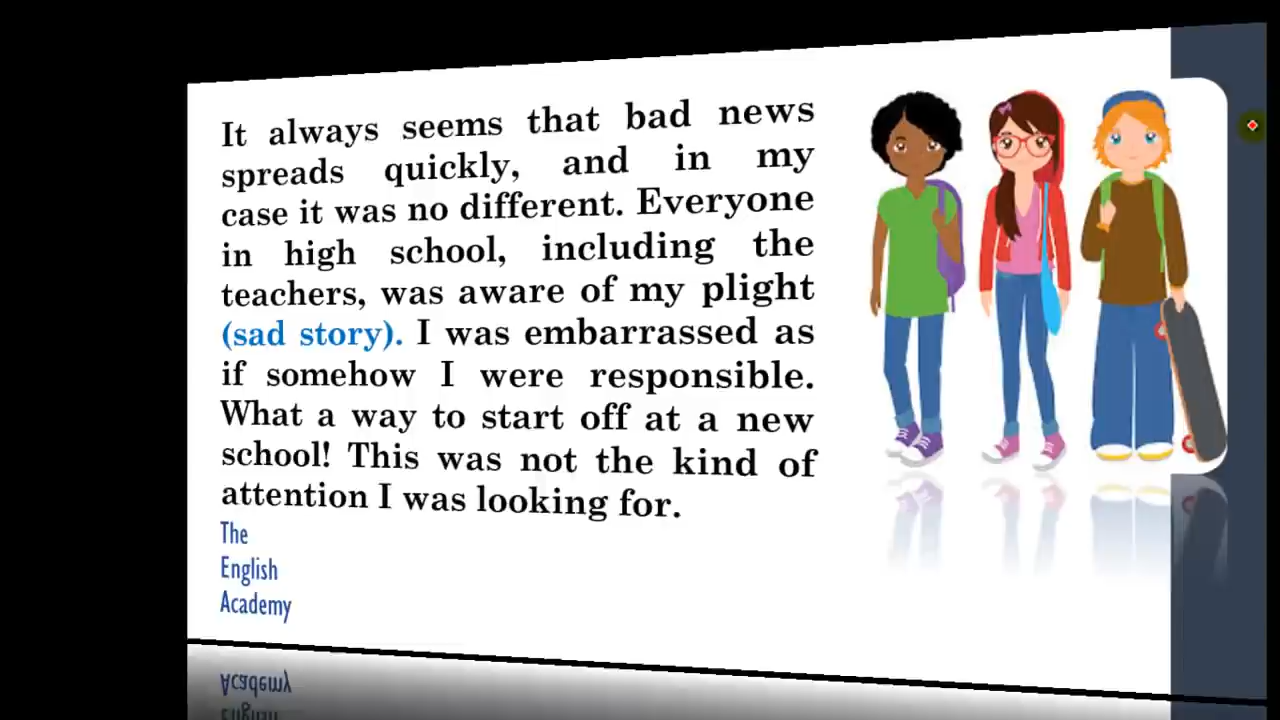 It always seems that bad news
spreads quickly, and in my
case it was no different. Everyone
in high school, including the
teachers, was aware of my plight
(sad story). I was embarrassed as
if somehow I were responsible.
What a way to start off at a new
school! This was not the kind of
attention I was looking for.
The
English
Academy
Academy
English